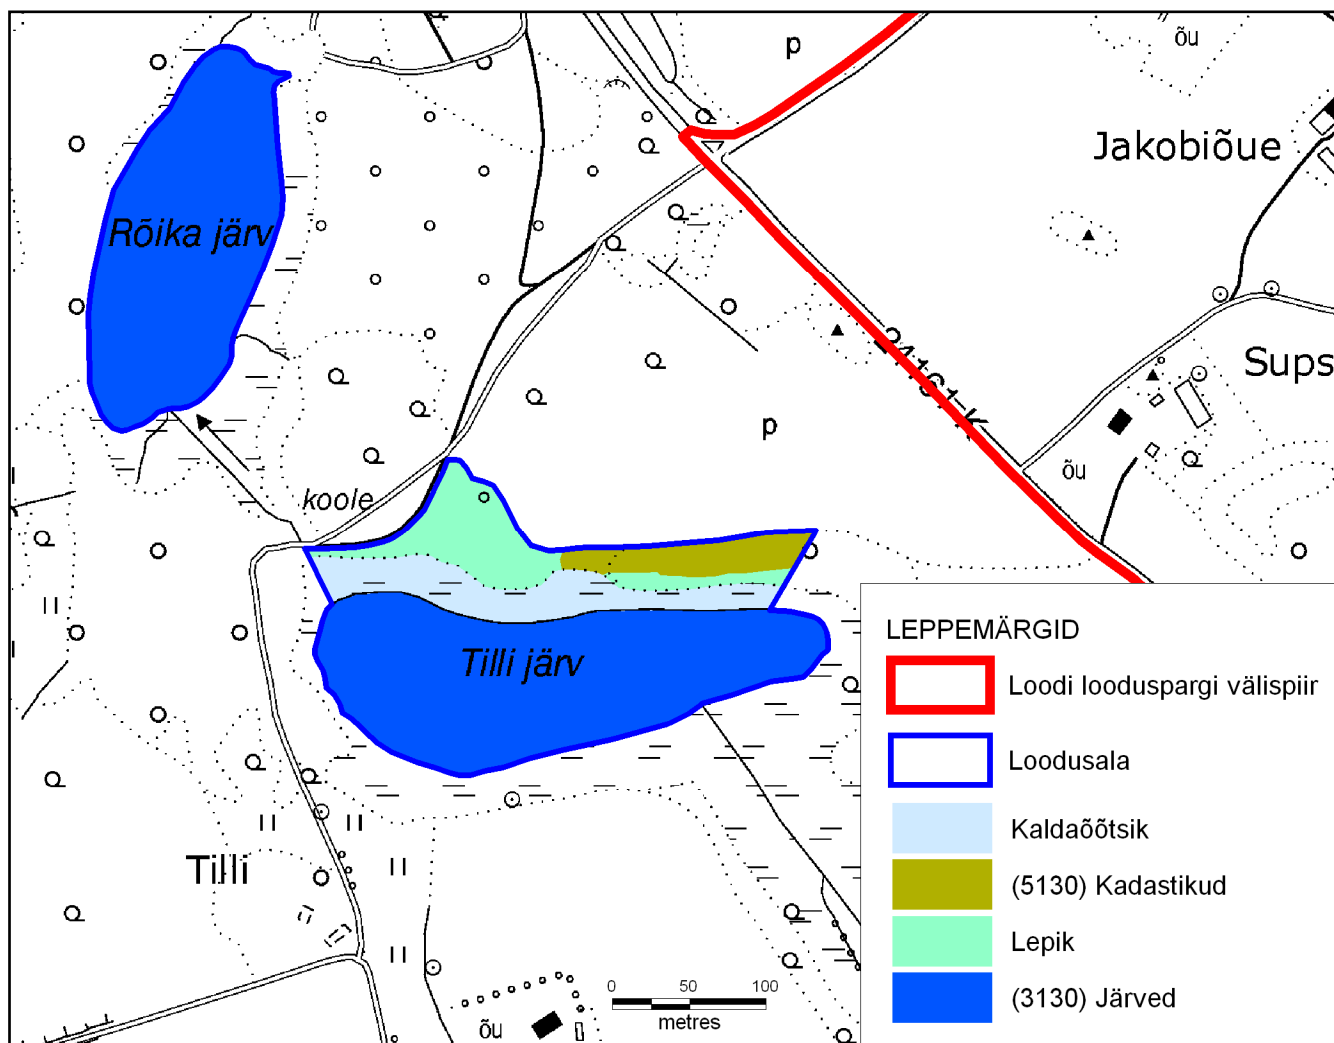 p
õu
Jakobiõue
Rõika järv
24161 K
Sups
p
õu
koole
Tilli järv
Tilli
õu
0 50 100
metres
LEPPEMÄRGID
Loodi looduspargi välispiir
Loodusala
Kaldaõõtsik
(5130) Kadastikud
Lepik
(3130) Järved